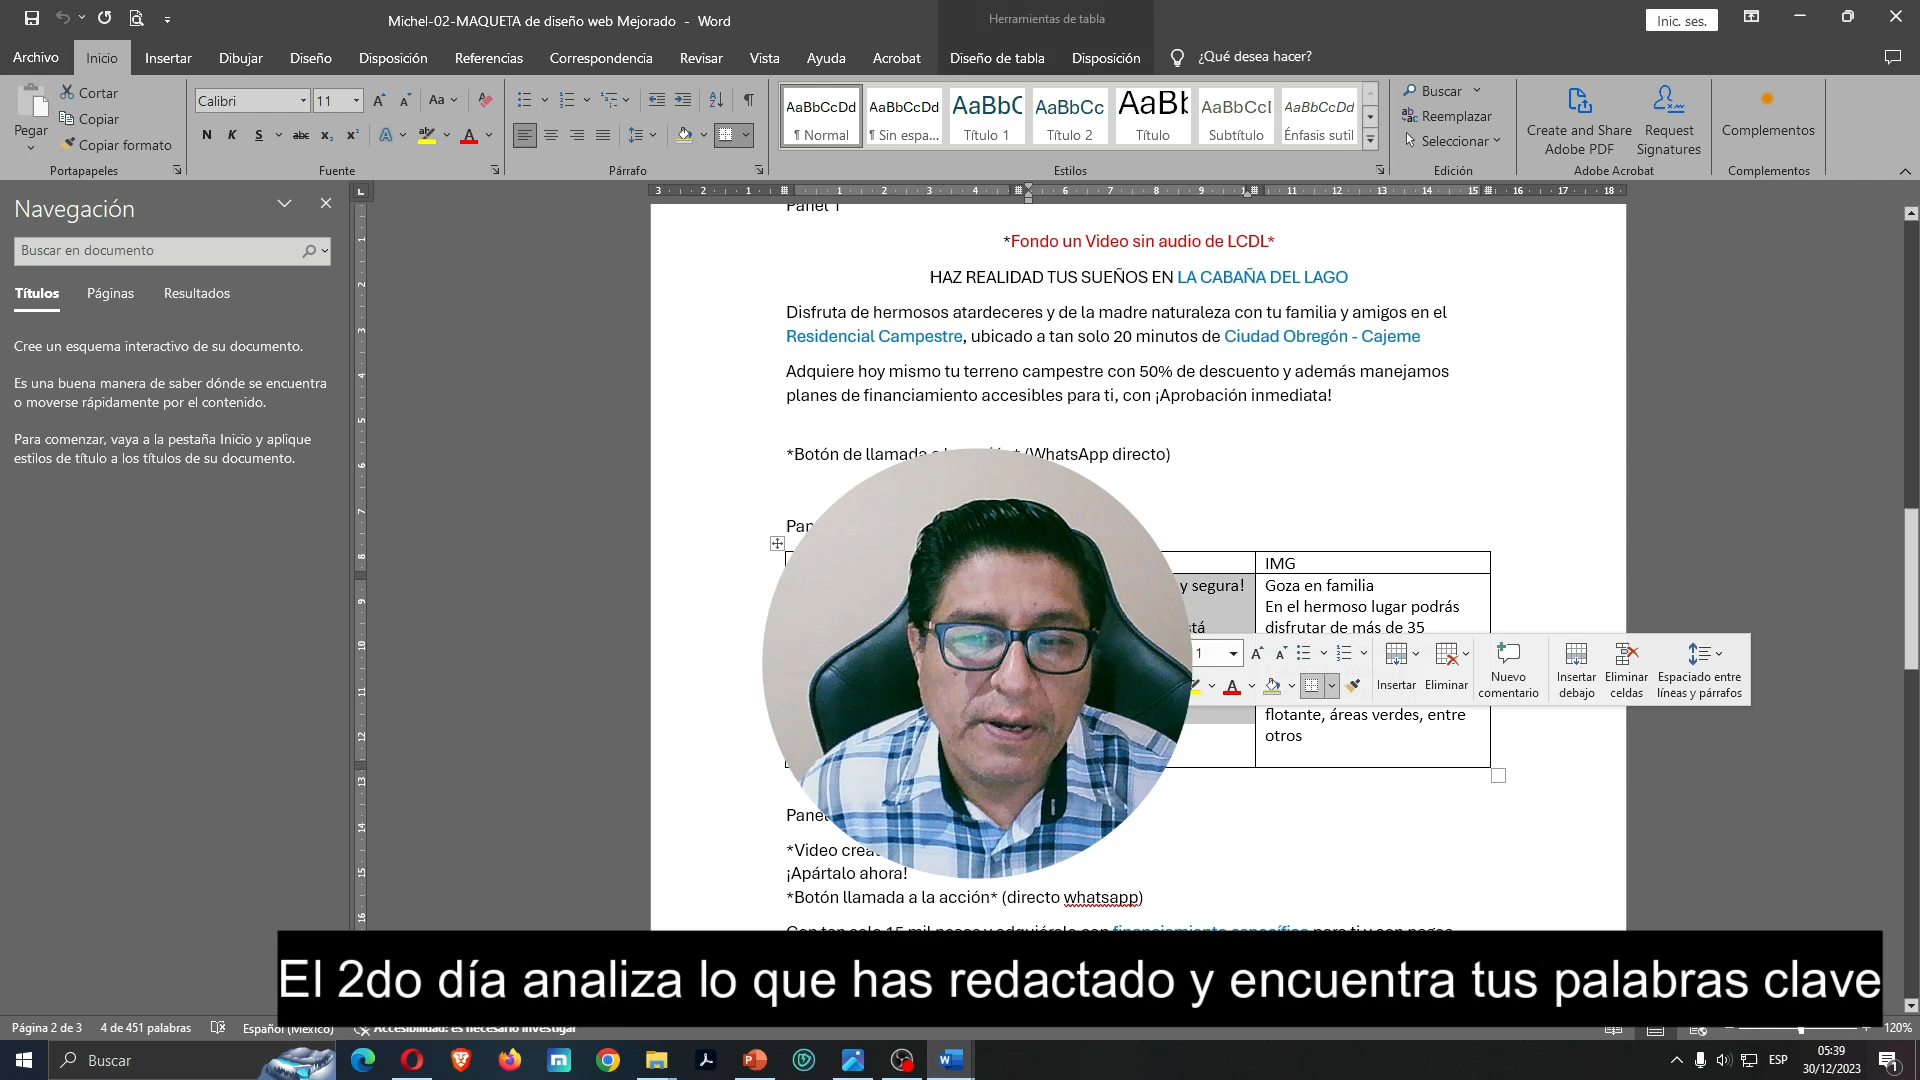 Michel-02-MAQUETA de diseño web Mejorado - Word
Herramientas de tabla
Inic. ses.
Archivo
Inicio
Insertar
Dibujar
Diseño
Disposición
Referencias
Correspondencia
Revisar
Vista
Ayuda
Acrobat
Diseño de tabla
Disposición
¿Qué desea hacer?
Pegar
Cortar
Copiar
Copiar formato
Portapapeles
Calibri
11
Fuente
Párrafo
AaBbCcDd
¶ Normal
AaBbCcDd
¶ Sin espa...
AaBbC
Título 1
AaBbCc
Título 2
Título
Subtítulo
AaBbCcDd
Énfasis sutil
Estilos
Buscar
Reemplazar
Seleccionar
Edición
Create and Share
Adobe PDF
Request
Signatures
Adobe Acrobat
Complementos
Complementos
Navegación
Buscar en documento
Títulos
Páginas
Resultados
Cree un esquema interactivo de su documento.
Es una buena manera de saber dónde se encuentra
o moverse rápidamente por el contenido.
Para comenzar, vaya a la pestaña Inicio y aplique
estilos de título a los títulos de su documento.
Panel 1
*Fondo un Video sin audio de LCDL*
HAZ REALIDAD TUS SUEÑOS EN LA CABAÑA DEL LAGO
Disfruta de hermosos atardeceres y de la madre naturaleza con tu familia y amigos en el
Residencial Campestre, ubicado a tan solo 20 minutos de Ciudad Obregón - Cajeme
Adquiere hoy mismo tu terreno campestre con 50% de descuento y además manejamos
planes de financiamiento accesibles para ti, con ¡Aprobación inmediata!
*Botón de llamada (WhatsApp directo)
IMG
y segura!
Goza en familia
En el hermoso lugar podrás
disfrutar de más de 35
flotante, áreas verdes, entre
otros
Insertar
Eliminar
Nuevo
comentario
Insertar
debajo
Eliminar
celdas
Espaciado entre
líneas y párrafos
Panel
*Video
¡Apártalo ahora!
*Botón llamada a la acción* (directo whatsapp)
El 2do día analiza lo que has redactado y encuentra tus palabras clave
Página 2 de 3
4 de 451 palabras
Español (México)
Accesibilidad: es necesario investigar
120%
Buscar
ESP
05:39
30/12/2023